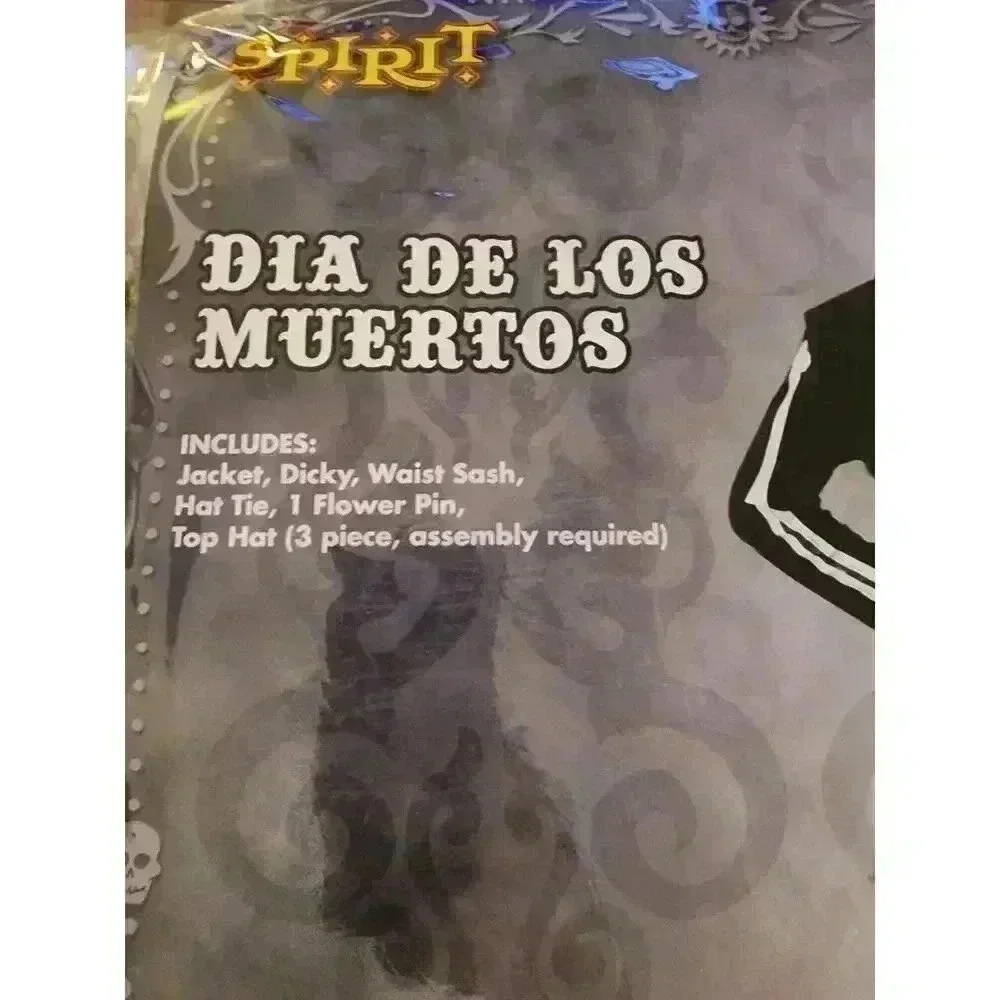 SPIRIT
DIA DE LOS
MUERTOS
INCLUDES:
Jacket, Dicky, Waist Sash,
Hat Tie, 1 Flower Pin,
Top Hat (3 piece, assembly required)